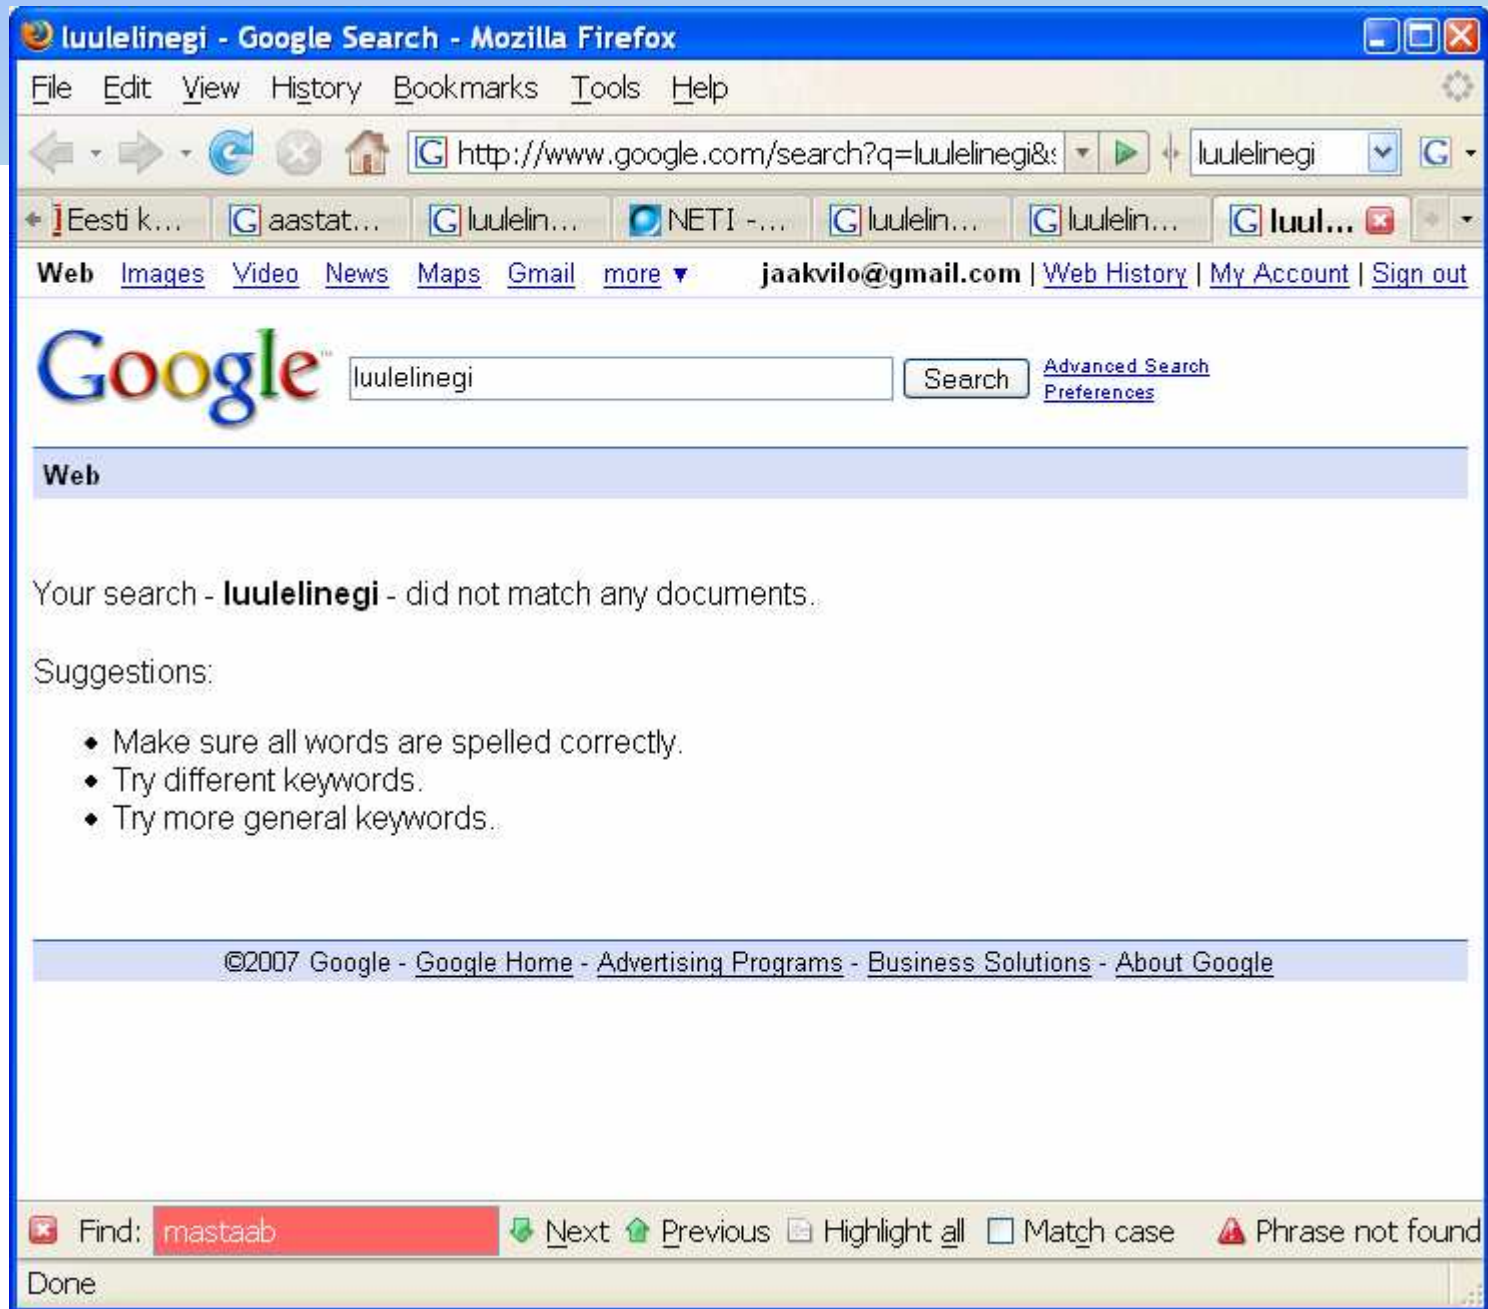 luulelinegi - Google Search - Mozilla Firefox
File Edit View History Bookmarks Tools Help
G http://www.google.com/search?q=luulelinegi&s luulelinegi G
Eesti k... G aastat... G luulelin... NETI -... G luulelin... G luulelin... G luul...
Web Images Video News Maps Gmail more ▼ jaakvilo@gmail.com | Web History | My Account | Sign out
Google™ luulelinegi Search Advanced Search
Preferences
Web
Your search - luulelinegi - did not match any documents.
Suggestions:
• Make sure all words are spelled correctly.
• Try different keywords.
• Try more general keywords.
©2007 Google - Google Home - Advertising Programs - Business Solutions - About Google
Find: mastaab Next Previous Highlight all Match case Phrase not found
Done